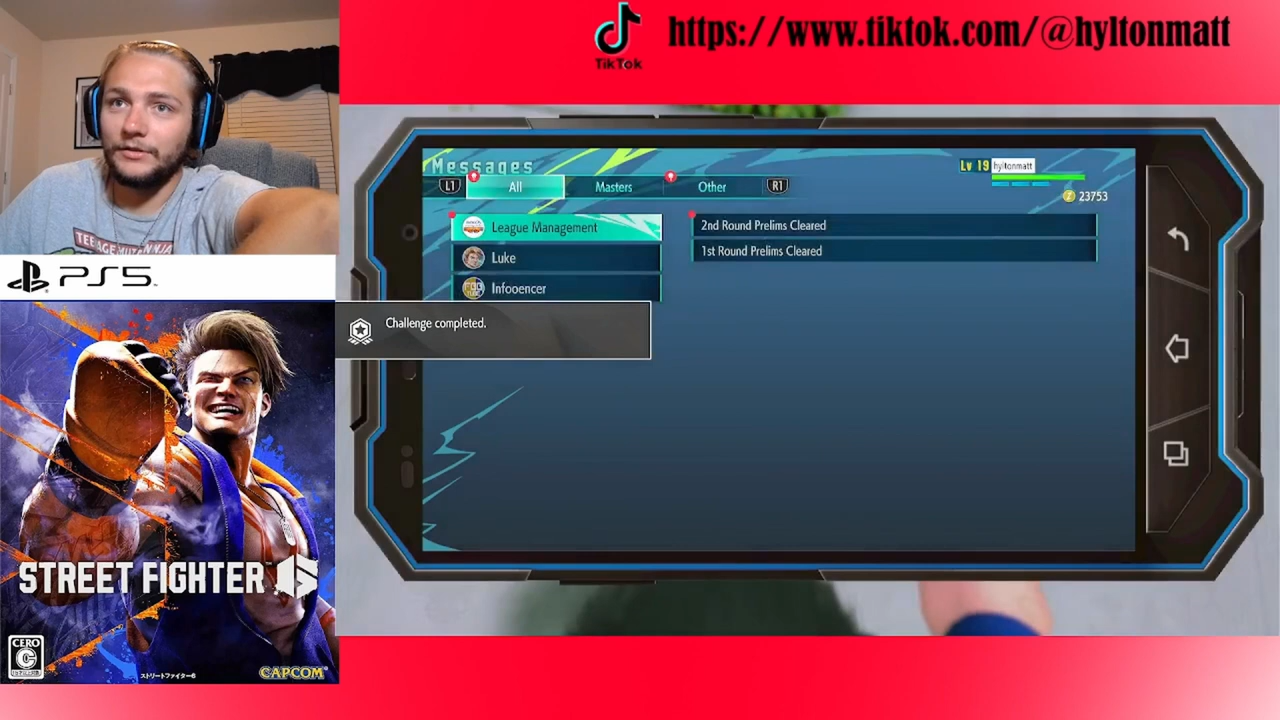 TikTok
https://www.tiktok.com/@hyltonmatt
Messages
Lv 19 hyltonmatt
L1 All Masters Other R1
23753
League Management
Luke
Infooencer
2nd Round Prelims Cleared
1st Round Prelims Cleared
Challenge completed.
PS5
STREET FIGHTER 6
CERO
C
ストリートファイター6
CAPCOM